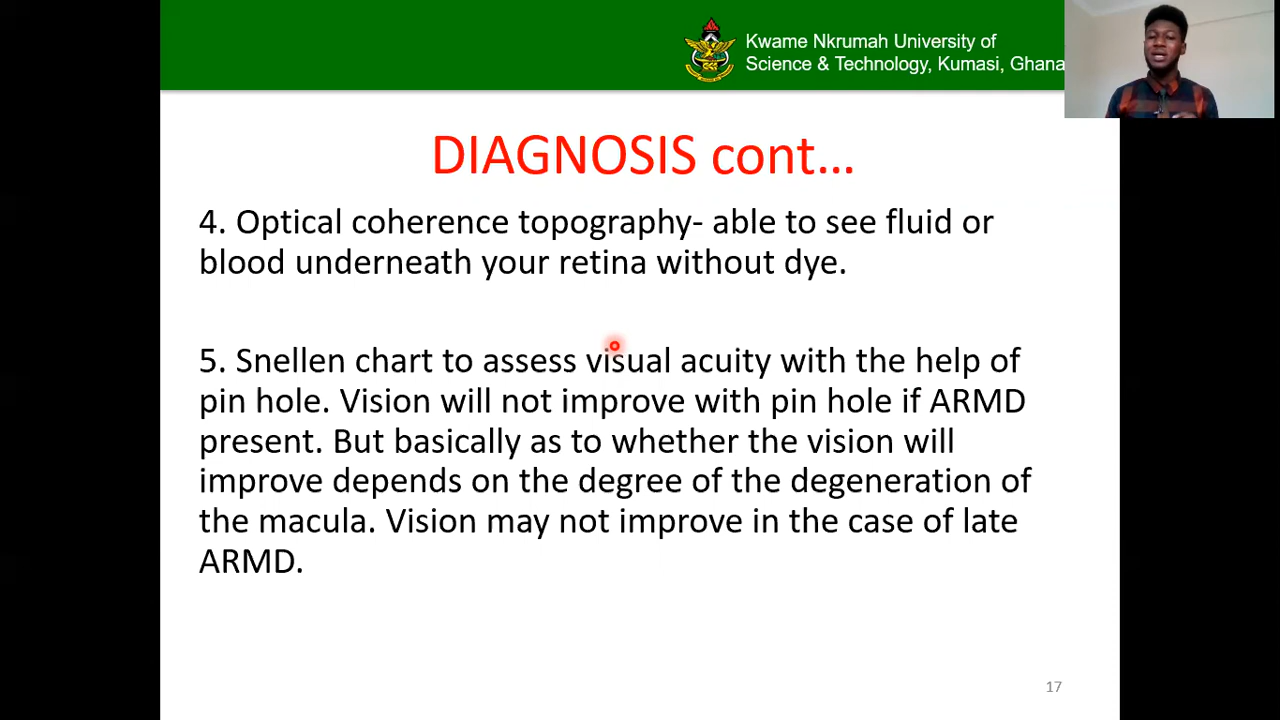 Kwame Nkrumah University of
Science & Technology, Kumasi, Ghana
DIAGNOSIS cont...
4. Optical coherence topography- able to see fluid or
blood underneath your retina without dye.
5. Snellen chart to assess visual acuity with the help of
pin hole. Vision will not improve with pin hole if ARMD
present. But basically as to whether the vision will
improve depends on the degree of the degeneration of
the macula. Vision may not improve in the case of late
ARMD.
17